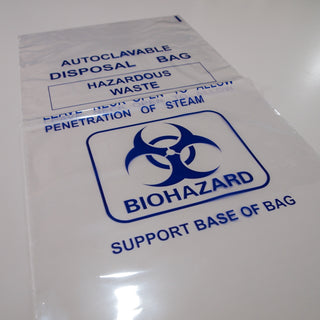 AUTOCLAVABLE
DISPOSAL BAG
HAZARDOUS
WASTE
LEAVE NECK OPEN TO ALLOW
PENETRATION OF STEAM
BIOHAZARD
SUPPORT BASE OF BAG